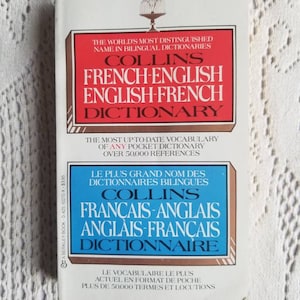 THE WORLD'S MOST DISTINGUISHED
NAME IN BILINGUAL DICTIONARIES
COLLINS
FRENCH·ENGLISH
ENGLISH·FRENCH
DICTIONARY
THE MOST UP-TO-DATE VOCABULARY
OF ANY POCKET DICTIONARY
OVER 50,000 REFERENCES
LE PLUS GRAND NOM DES
DICTIONNAIRES BILINGUES
COLLINS
FRANÇAIS·ANGLAIS
ANGLAIS·FRANÇAIS
DICTIONNAIRE
LE VOCABULAIRE LE PLUS
ACTUEL EN FORMAT DE POCHE
PLUS DE 50,000 TERMES ET LOCUTIONS